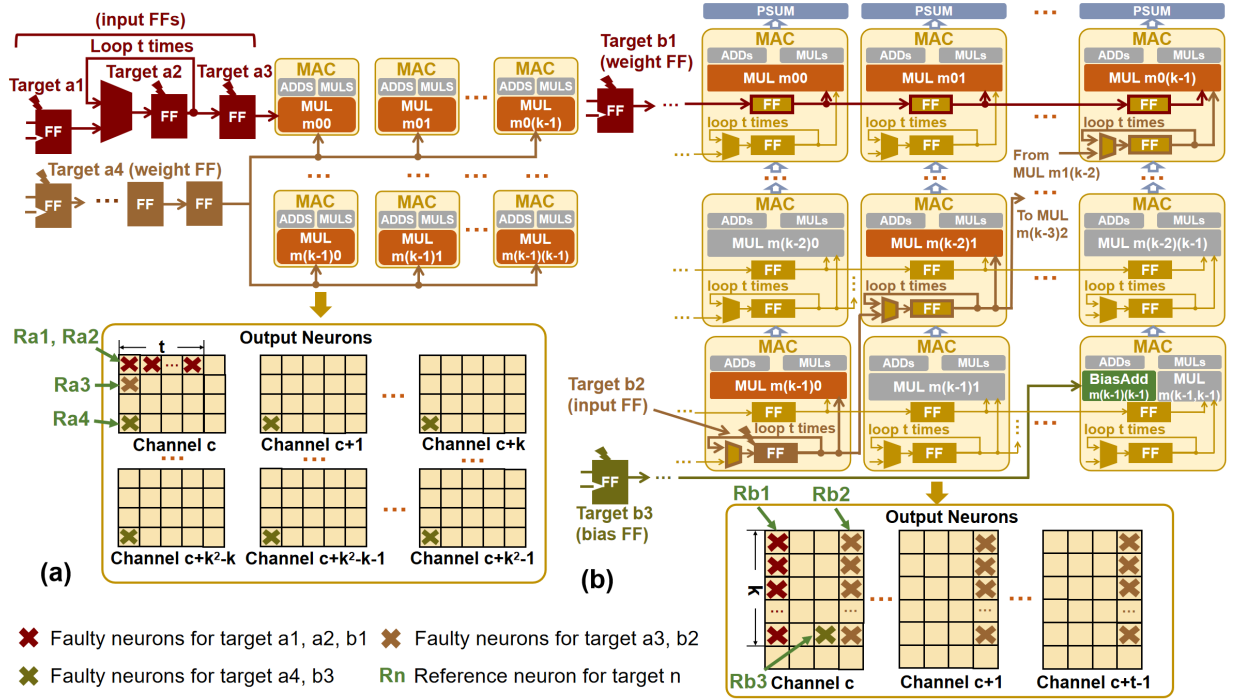 (input FFs)
Loop t times
Target a1
Target a2
Target a3
FF
FF
FF
Target a4 (weight FF)
FF
...
FF
FF
MAC
ADDS
MULS
MUL
m00
MAC
ADDS
MULS
MUL
m01
...
MAC
ADDS
MULS
MUL
m0(k-1)
...
...
...
MAC
ADDS
MULS
MUL
m(k-1)0
MAC
ADDS
MULS
MUL
m(k-1)1
...
MAC
ADDS
MULS
MUL
m(k-1)(k-1)
Output Neurons
Ra1, Ra2
Ra3
Ra4
t
...
Channel c
Channel c+1
...
Channel c+k
...
...
...
Channel c+k²-k
Channel c+k²-k-1
...
Channel c+k²-1
(a)
Target b1
(weight FF)
FF
...
PSUM
PSUM
...
PSUM
MAC
ADDs
MULs
MUL m00
FF
loop t times
FF
...
MAC
ADDs
MULs
MUL m01
FF
loop t times
FF
...
MAC
ADDs
MULs
MUL m0(k-1)
FF
loop t times
FF
From
MUL m1(k-2)
...
...
...
...
MAC
ADDs
MULs
MUL m(k-2)0
...
FF
loop t times
...
FF
...
MAC
ADDs
MULs
MUL m(k-2)1
FF
loop t times
FF
To MUL
m(k-3)2
...
MAC
ADDs
MULs
MUL m(k-2)(k-1)
FF
loop t times
FF
MAC
ADDs
MULs
MUL m(k-1)0
...
FF
loop t times
...
FF
MAC
ADDs
MULs
MUL m(k-1)1
FF
loop t times
FF
...
...
MAC
ADDs
MULs
BiasAdd
m(k-1)(k-1)
MUL
m(k-1,k-1)
FF
loop t times
FF
Target b2
(input FF)
FF
...
Target b3
(bias FF)
(b)
Rb1
Rb2
Output Neurons
k
...
...
Rb3
Channel c
...
...
Channel c+1
...
...
Channel c+t-1
Faulty neurons for target a1, a2, b1
Faulty neurons for target a3, b2
Faulty neurons for target a4, b3
Rn Reference neuron for target n